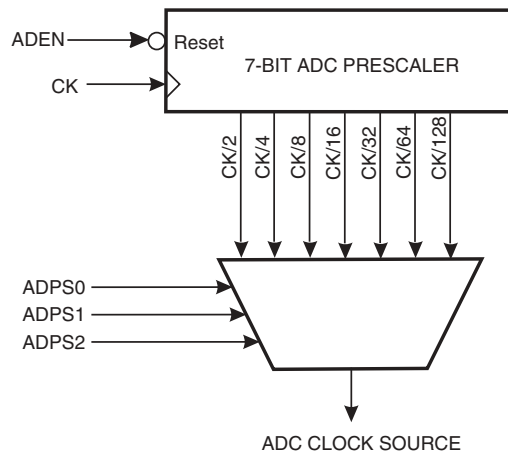 ADEN
Reset
7-BIT ADC PRESCALER
CK
CK/2
CK/4
CK/8
CK/16
CK/32
CK/64
CK/128
ADPS0
ADPS1
ADPS2
ADC CLOCK SOURCE